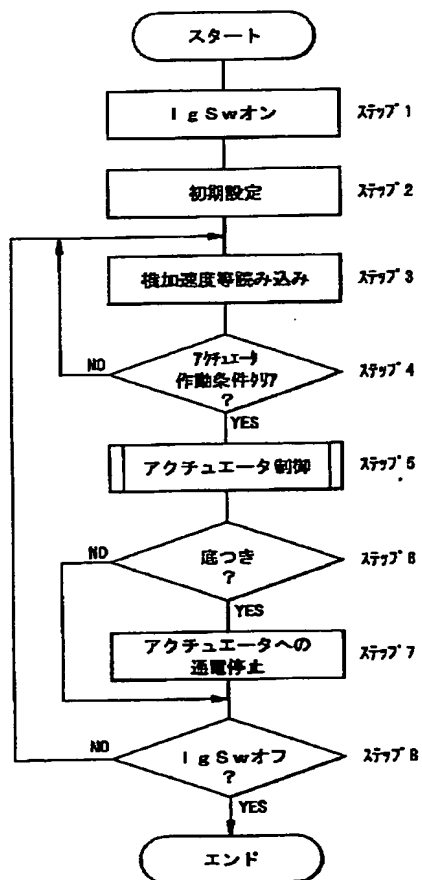 スタート
IgSwオン
ステップ1
初期設定
ステップ2
横加速度等読み込み
ステップ3
アクチュエータ
作動条件クリア
?
NO
ステップ4
YES
アクチュエータ制御
ステップ5
底つき
?
NO
ステップ6
YES
アクチュエータへの
通電停止
ステップ7
IgSwオフ
?
NO
ステップ8
YES
エンド